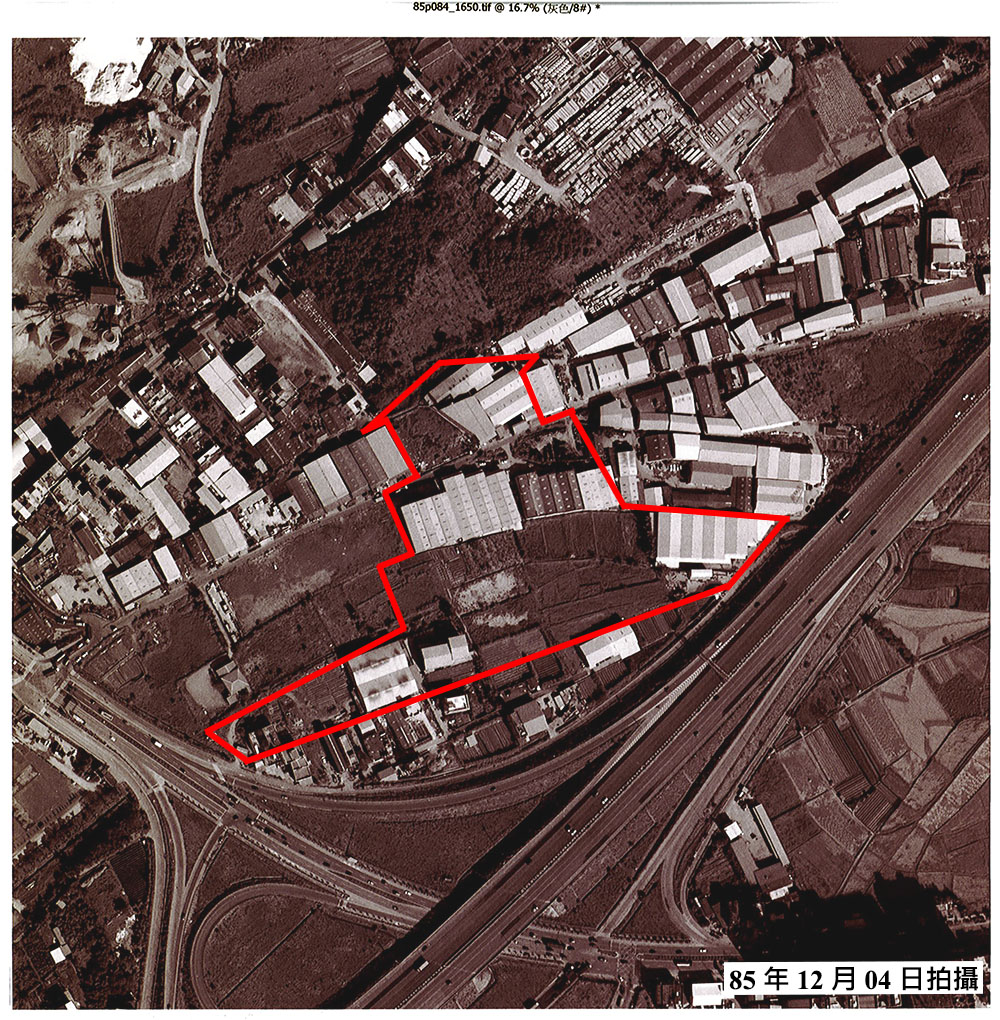 85p084_1650.tif @ 16.7% (灰色/8#) *
85 年 12 月 04 日拍攝